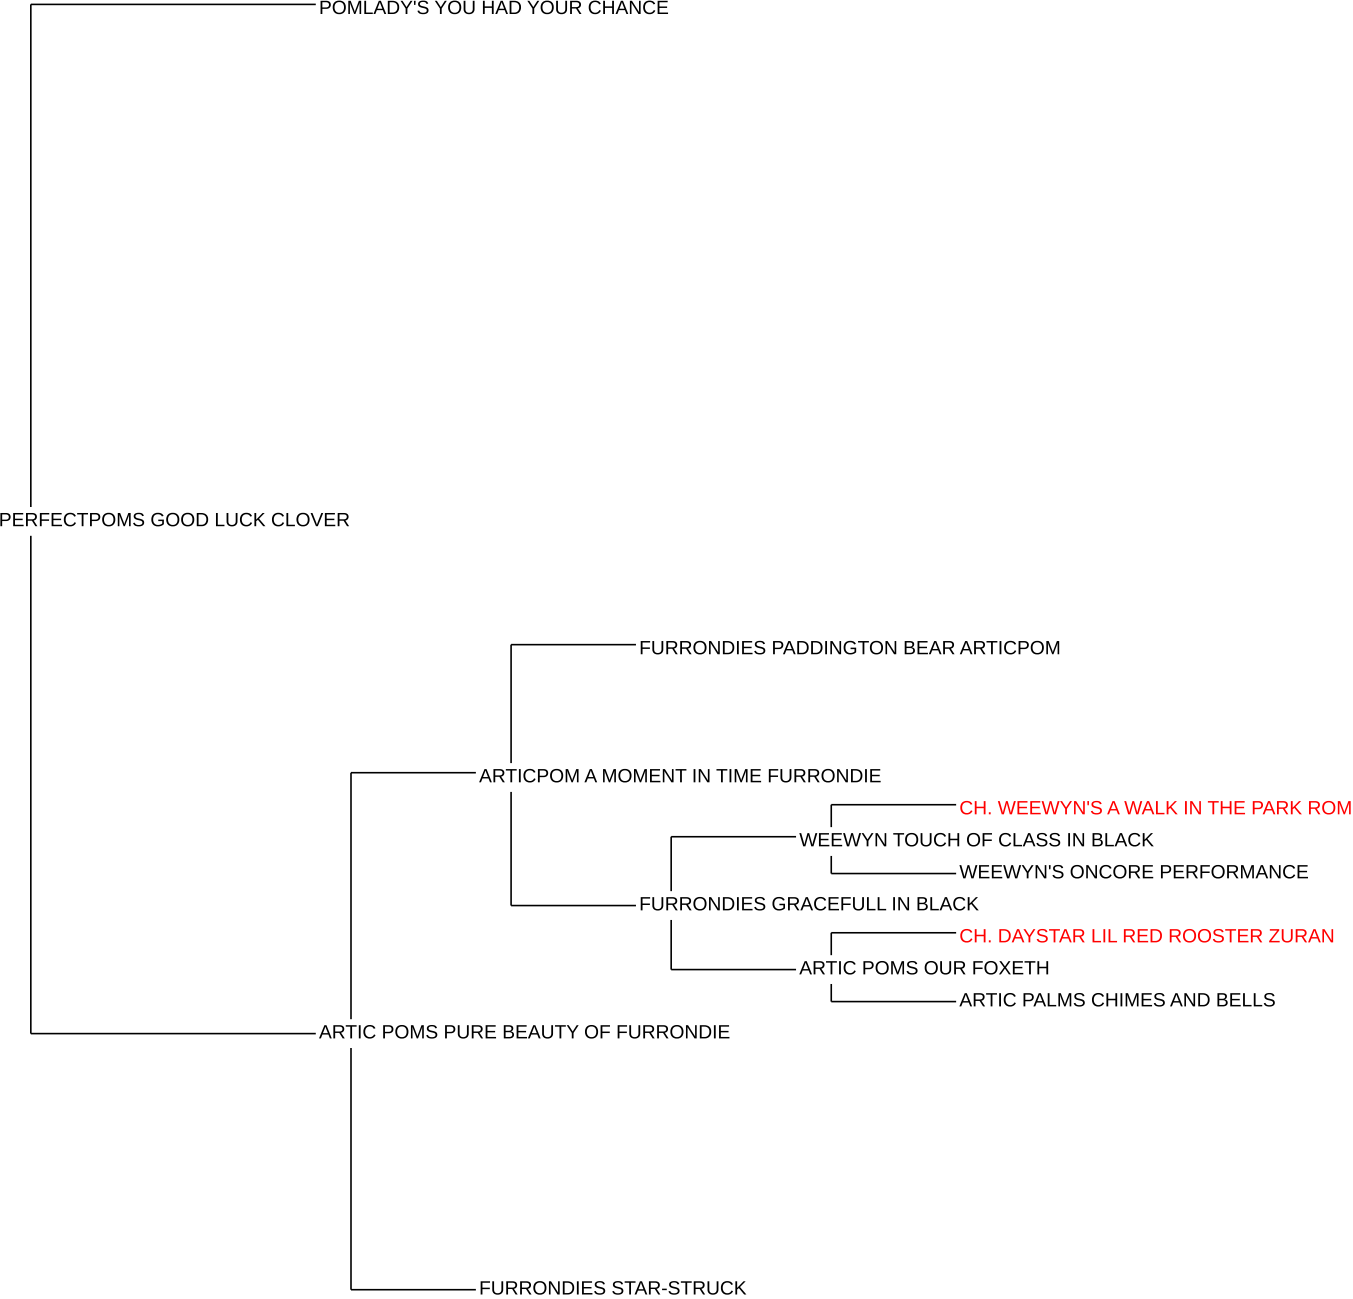 POMLADY'S YOU HAD YOUR CHANCE
PERFECTPOMS GOOD LUCK CLOVER
FURRONDIES PADDINGTON BEAR ARTICPOM
ARTICPOM A MOMENT IN TIME FURRONDIE
CH. WEEWYN'S A WALK IN THE PARK ROM
WEEWYN TOUCH OF CLASS IN BLACK
WEEWYN'S ONCORE PERFORMANCE
FURRONDIES GRACEFULL IN BLACK
CH. DAYSTAR LIL RED ROOSTER ZURAN
ARTIC POMS OUR FOXETH
ARTIC PALMS CHIMES AND BELLS
ARTIC POMS PURE BEAUTY OF FURRONDIE
FURRONDIES STAR-STRUCK